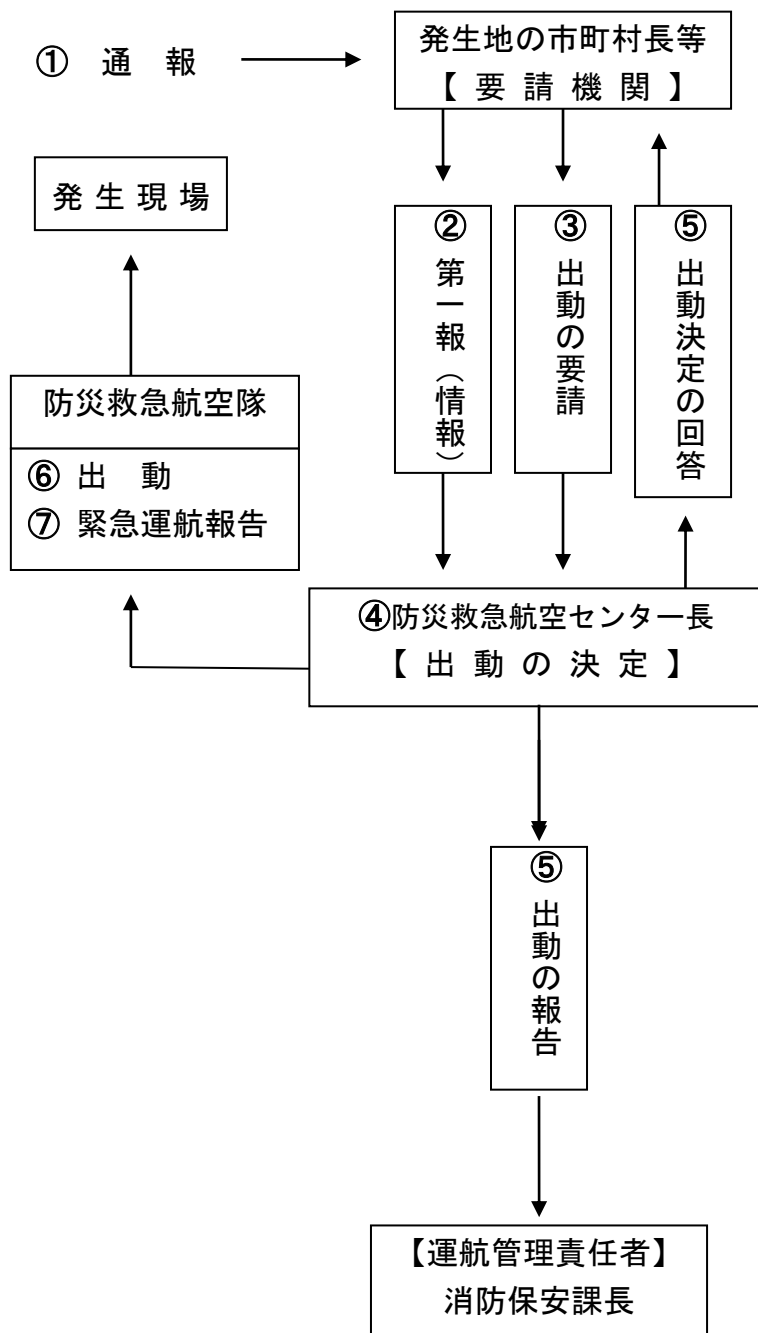 ① 通 報
発生地の市町村長等
【 要 請 機 関 】
発 生 現 場
② 第一報（情報）
③ 出動の要請
⑤ 出動決定の回答
防災救急航空隊
⑥ 出 動
⑦ 緊急運航報告
④防災救急航空センター長
【 出 動 の 決 定 】
⑤ 出動の報告
【運航管理責任者】
消防保安課長